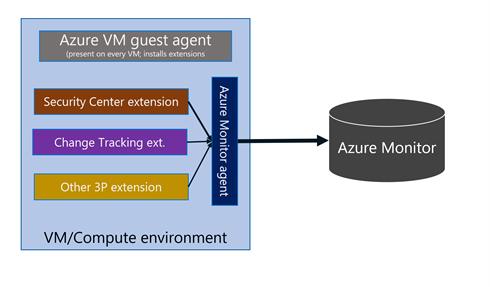 Azure VM guest agent
(present on every VM; installs extensions
Security Center extension
Change Tracking ext.
Other 3P extension
Azure Monitor agent
Azure Monitor
VM/Compute environment